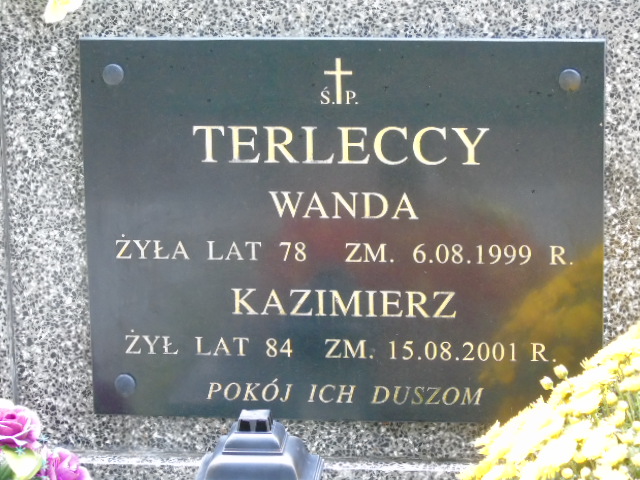 Ś. P.
TERLECCY
WANDA
ŻYŁA LAT 78 ZM. 6.08.1999 R.
KAZIMIERZ
ŻYŁ LAT 84 ZM. 15.08.2001 R.
POKÓJ ICH DUSZOM